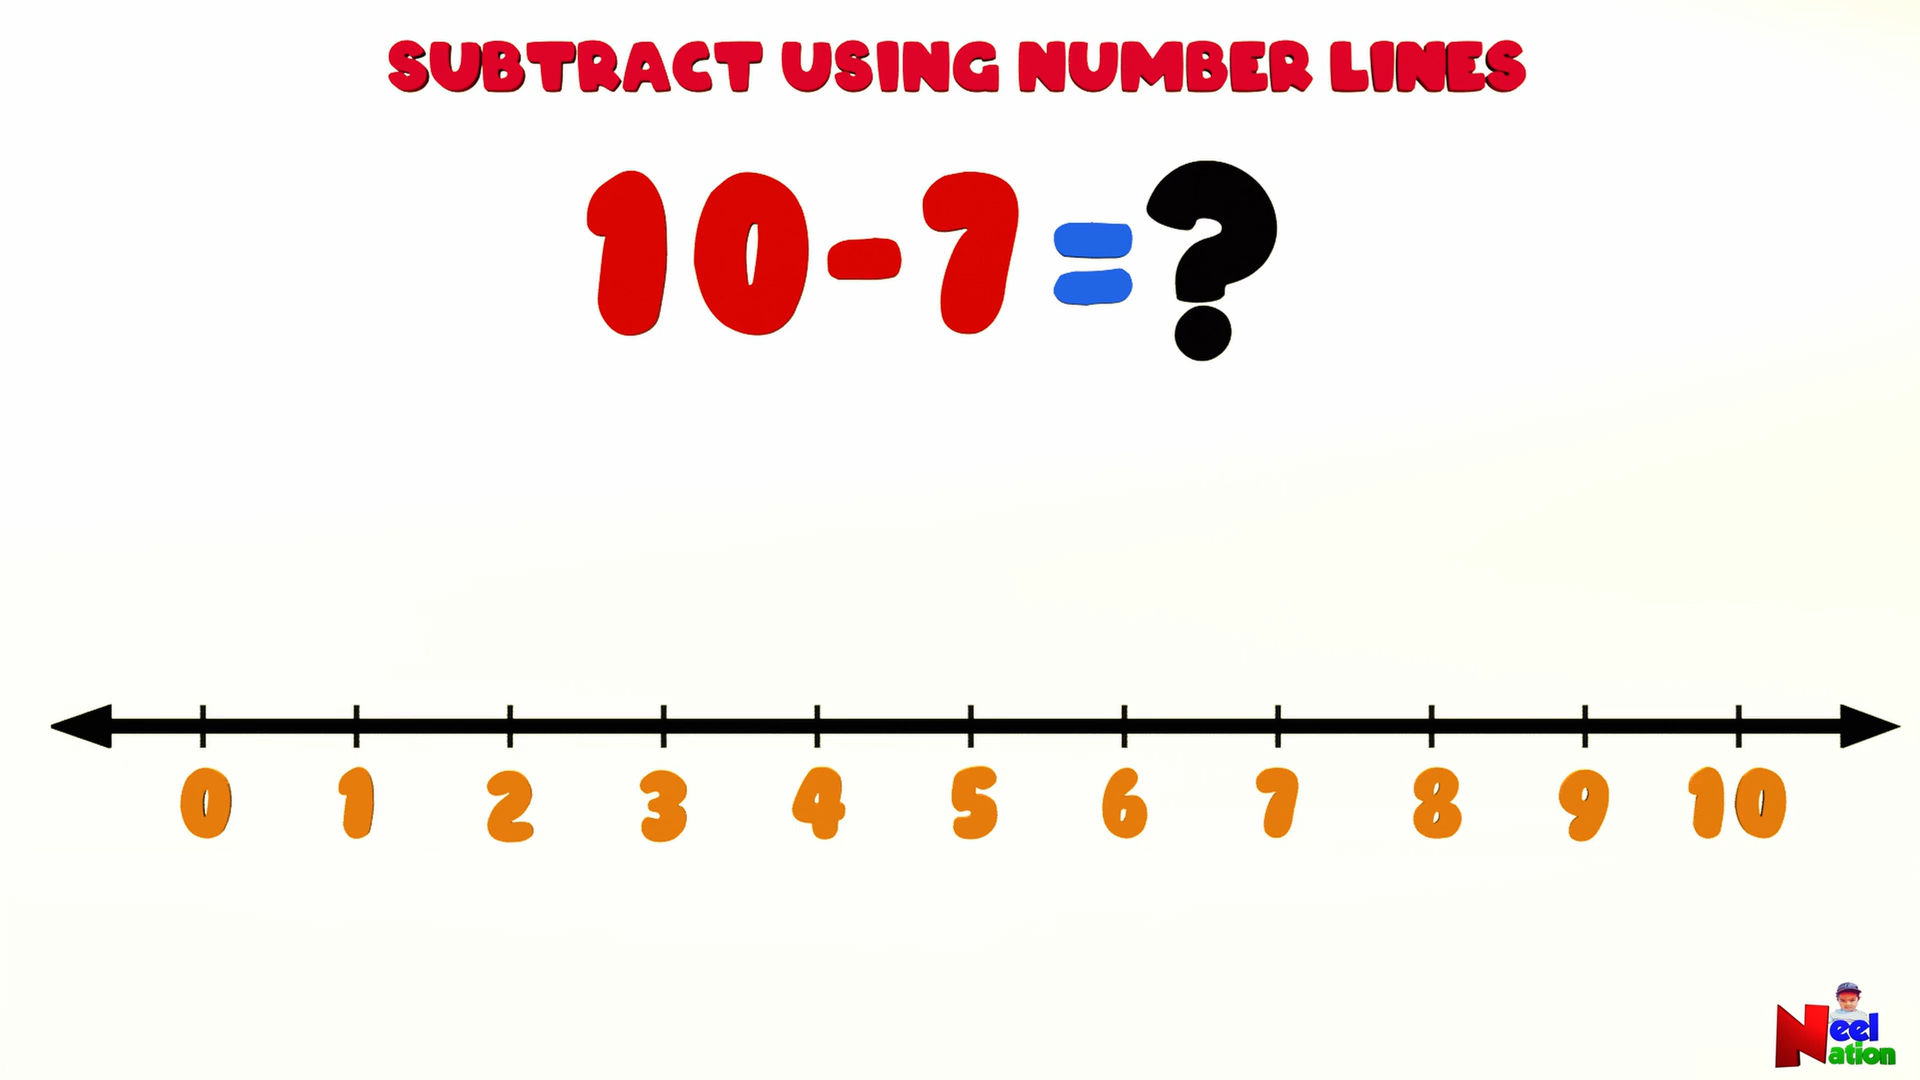 SUBTRACT USING NUMBER LINES
10-7=?
0 1 2 3 4 5 6 7 8 9 10
Neel
Nation